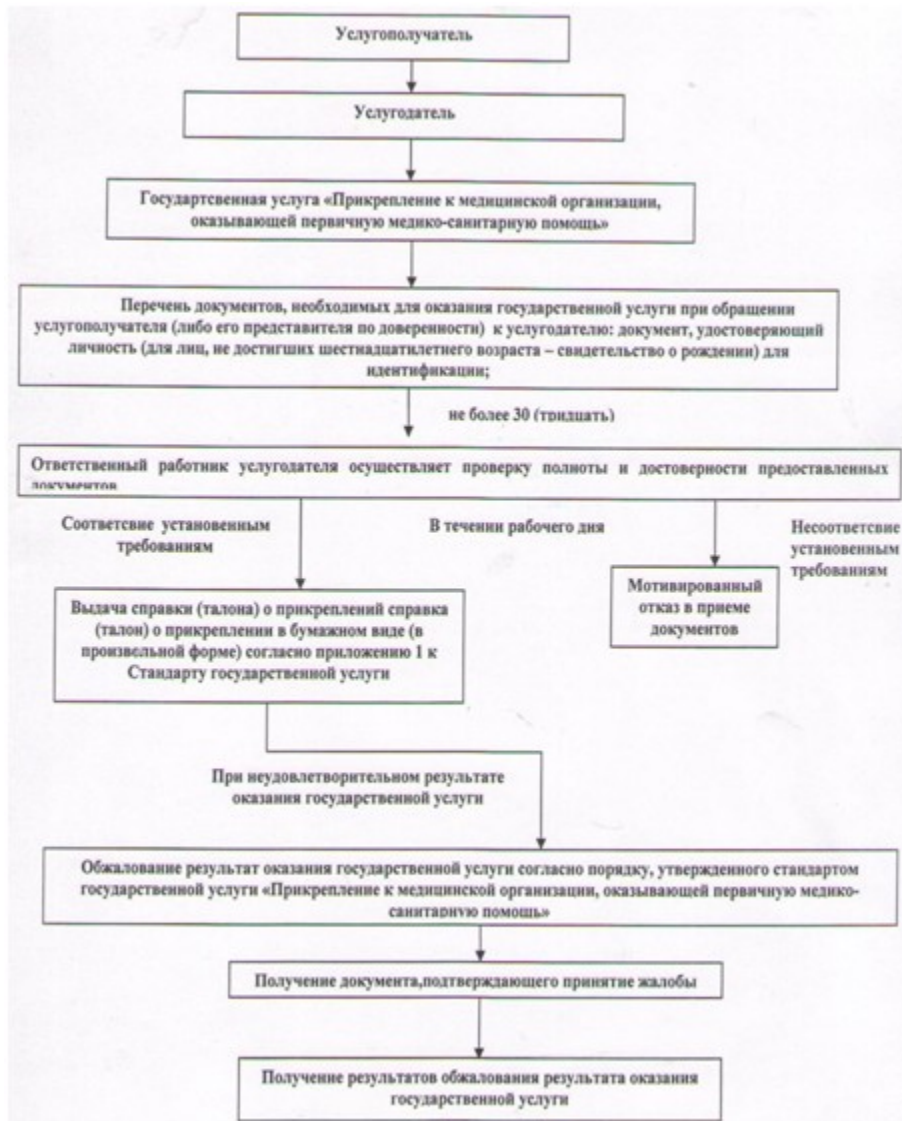 Услугополучатель
Услугодатель
Государтсвенная услуга «Прикрепление к медицинской организации,
оказывающей первичную медико-санитарную помощь»
Перечень документов, необходимых для оказания государственной услуги при обращении
услугополучателя (либо его представителя по доверенности) к услугодателю: документ, удостоверяющий
личность (для лиц, не достигших шестнадцатилетнего возраста – свидетельство о рождении) для
идентификации;
не более 30 (тридцать)
Ответственный работник услугодателя осуществляет проверку полноты и достоверности предоставленных
документов
Соответсвие установенным
требованиям
В течении рабочего дня
Несоответсвие
установенным
требованиям
Мотивированный
отказ в приеме
документов
Выдача справки (талона) о прикреплений справка
(талон) о прикреплении в бумажном виде (в
произвольной форме) согласно приложению 1 к
Стандарту государственной услуги
При неудовлетворительном результате
оказания государственной услуги
Обжалование результат оказания государственной услуги согласно порядку, утвержденного стандартом
государственной услуги «Прикрепление к медицинской организации, оказывающей первичную медико-
санитарную помощь»
Получение документа,подтверждающего принятие жалобы
Получение результатов обжалования результата оказания
государственной услуги